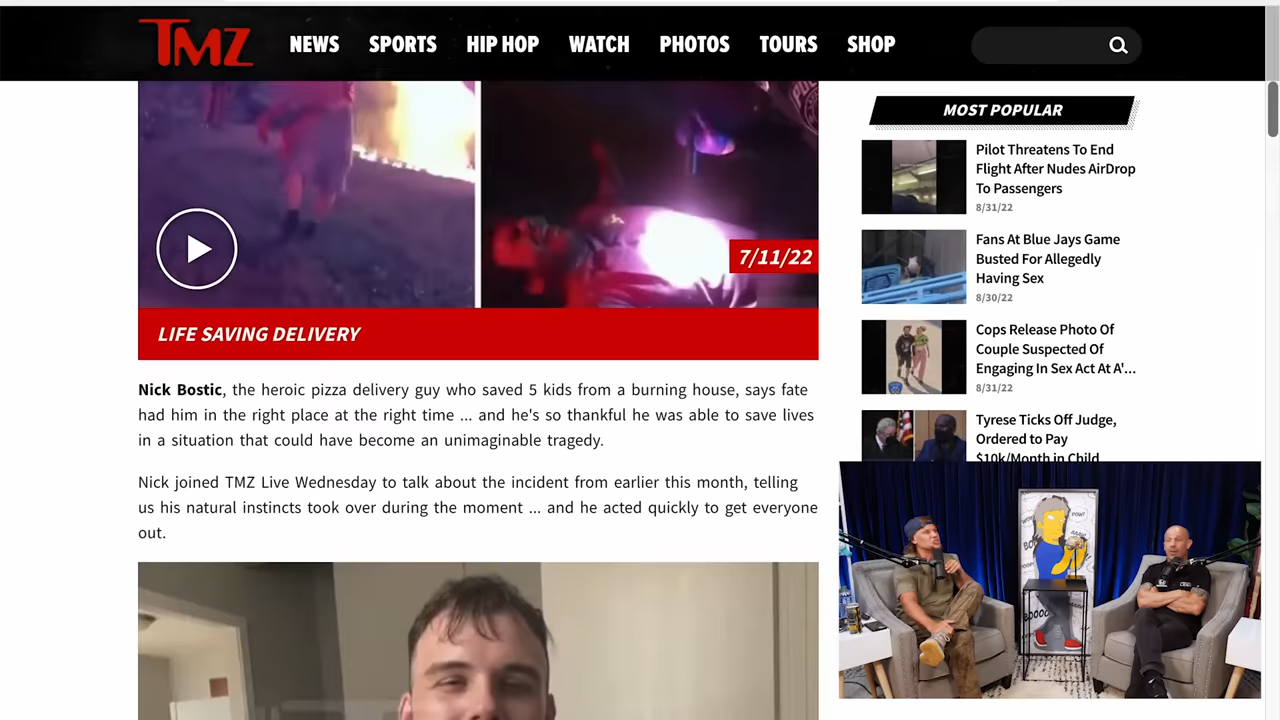 TMZ
NEWS SPORTS HIP HOP WATCH PHOTOS TOURS SHOP
7/11/22
LIFE SAVING DELIVERY
Nick Bostic, the heroic pizza delivery guy who saved 5 kids from a burning house, says fate
had him in the right place at the right time ... and he's so thankful he was able to save lives
in a situation that could have become an unimaginable tragedy.
Nick joined TMZ Live Wednesday to talk about the incident from earlier this month, telling
us his natural instincts took over during the moment ... and he acted quickly to get everyone
out.
MOST POPULAR
Pilot Threatens To End
Flight After Nudes AirDrop
To Passengers
8/31/22
Fans At Blue Jays Game
Busted For Allegedly
Having Sex
8/30/22
Cops Release Photo Of
Couple Suspected Of
Engaging In Sex Act At A'...
8/31/22
Tyrese Ticks Off Judge,
Ordered to Pay
$10k/Month in Child